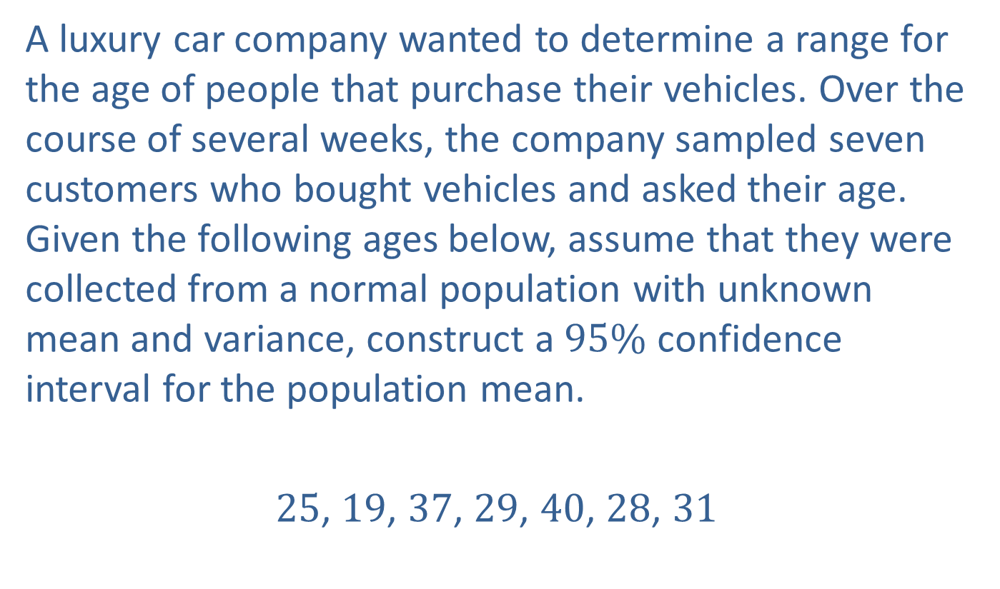 A luxury car company wanted to determine a range for
the age of people that purchase their vehicles. Over the
course of several weeks, the company sampled seven
customers who bought vehicles and asked their age.
Given the following ages below, assume that they were
collected from a normal population with unknown
mean and variance, construct a 95% confidence
interval for the population mean.
25, 19, 37, 29, 40, 28, 31